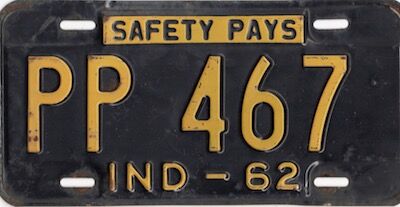 SAFETY PAYS
PP 467
IND - 62